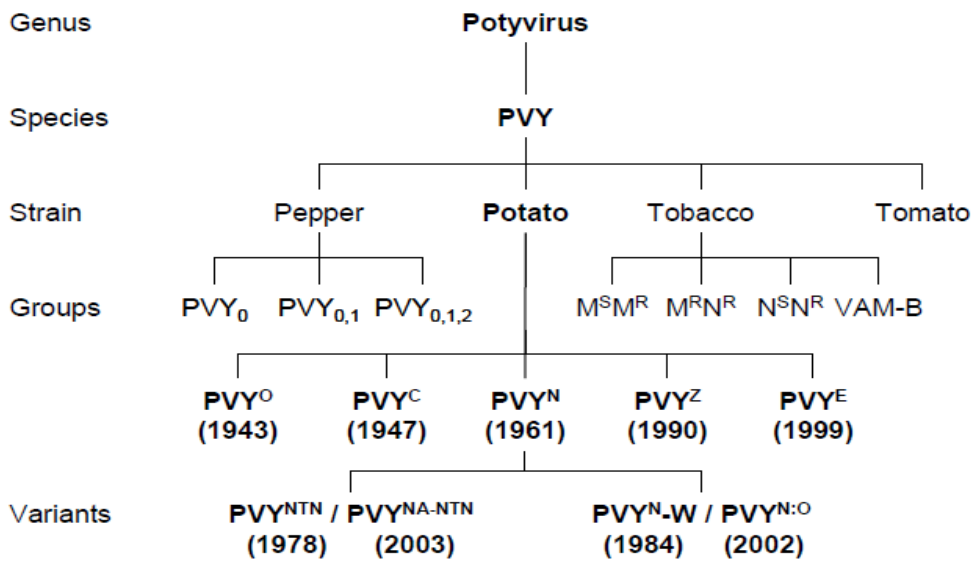 Genus Potyvirus
Species PVY
Strain Pepper Potato Tobacco Tomato
Groups PVY₀ PVY₀,₁ PVY₀,₁,₂ MˢMᴿ MᴿNᴿ NˢNᴿ VAM-B
PVYᴼ PVYᶜ PVYᴺ PVYᶻ PVYᴱ
(1943) (1947) (1961) (1990) (1999)
Variants PVYᴺᵀᴺ / PVYᴺᴬ⁻ᴺᵀᴺ PVYᴺ-W / PVYᴺ:ᴼ
(1978) (2003) (1984) (2002)